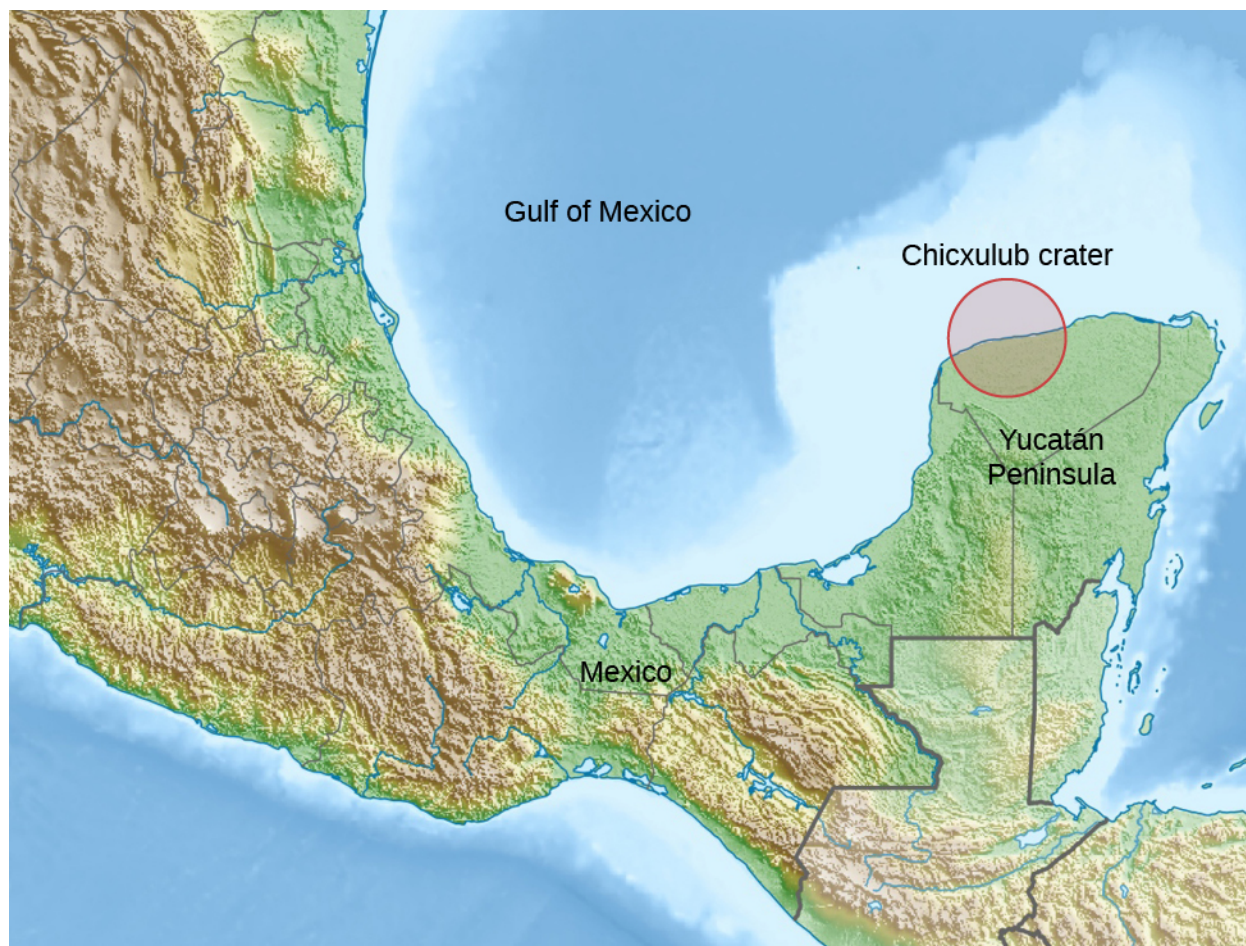 Gulf of Mexico
Chicxulub crater
Yucatán
Peninsula
Mexico